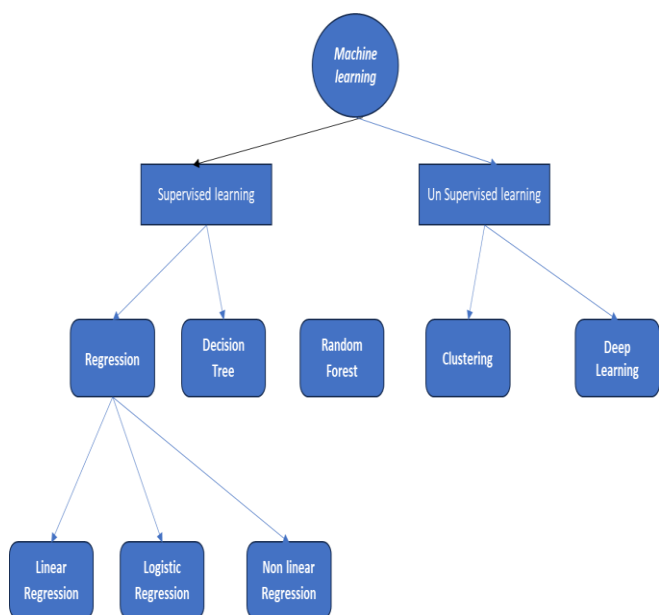 Machine
learning
Supervised learning
Un Supervised learning
Regression
Decision
Tree
Random
Forest
Clustering
Deep
Learning
Linear
Regression
Logistic
Regression
Non linear
Regression